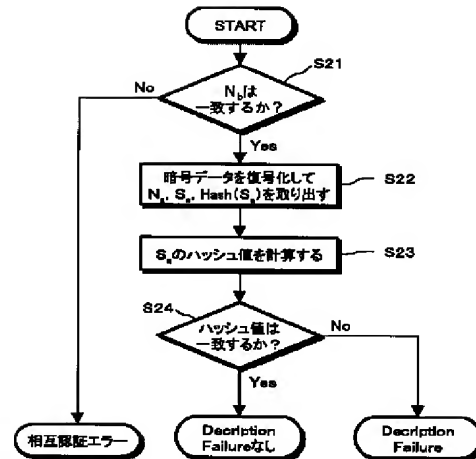 START
S21
No
N_bは
一致するか？
Yes
暗号データを復号化して
N_a、S_a、Hash(S_a)を取り出す
S22
S_aのハッシュ値を計算する
S23
S24
ハッシュ値は
一致するか？
No
Yes
相互認証エラー
Decription
Failureなし
Decription
Failure